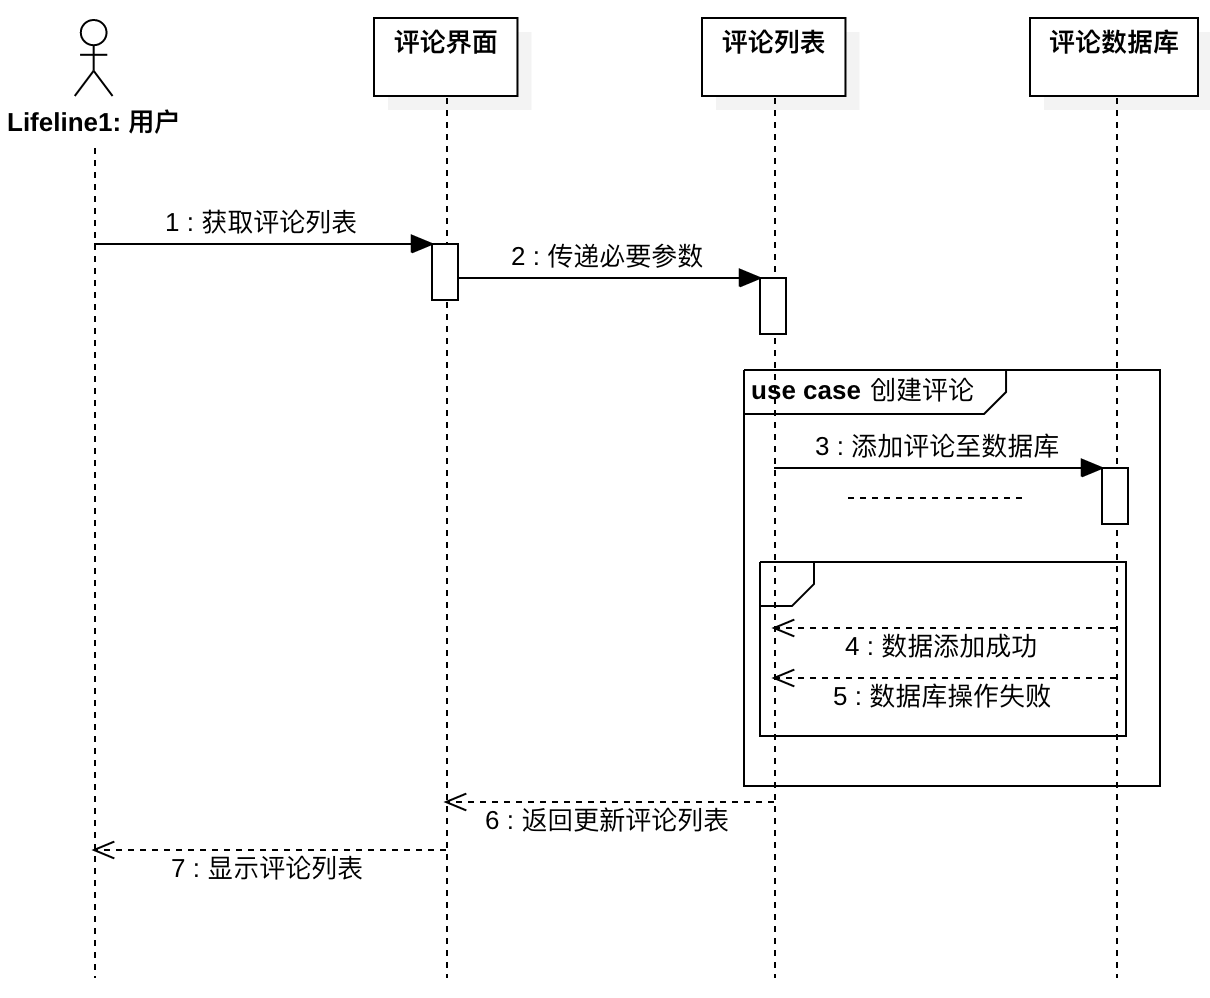 Lifeline1: 用户
评论界面
评论列表
评论数据库
1 : 获取评论列表
2 : 传递必要参数
use case 创建评论
3 : 添加评论至数据库
4 : 数据添加成功
5 : 数据库操作失败
6 : 返回更新评论列表
7 : 显示评论列表